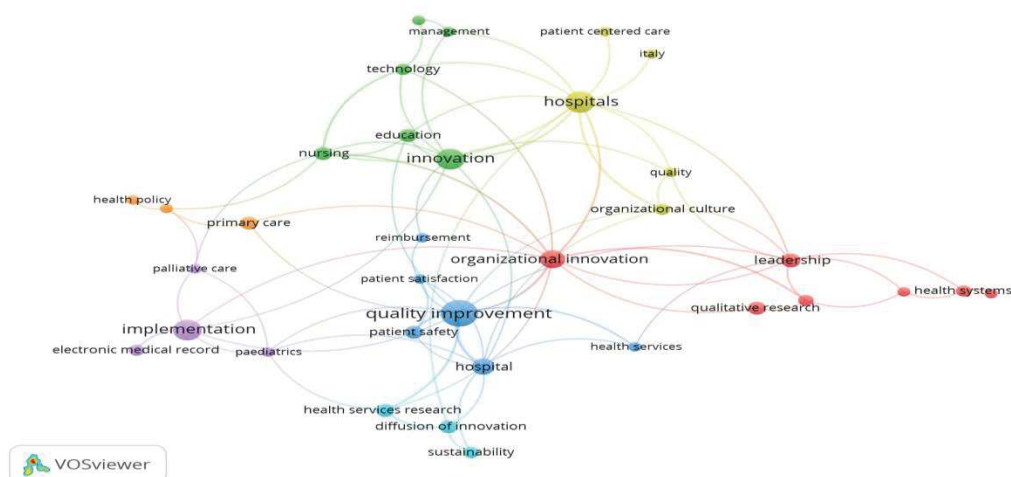 management
patient centered care
italy
technology
hospitals
education
innovation
nursing
quality
health policy
organizational culture
primary care
reimbursement
organizational innovation
leadership
palliative care
patient satisfaction
health systems
qualitative research
quality improvement
implementation
patient safety
health services
electronic medical record
paediatrics
hospital
health services research
diffusion of innovation
sustainability
VOSviewer